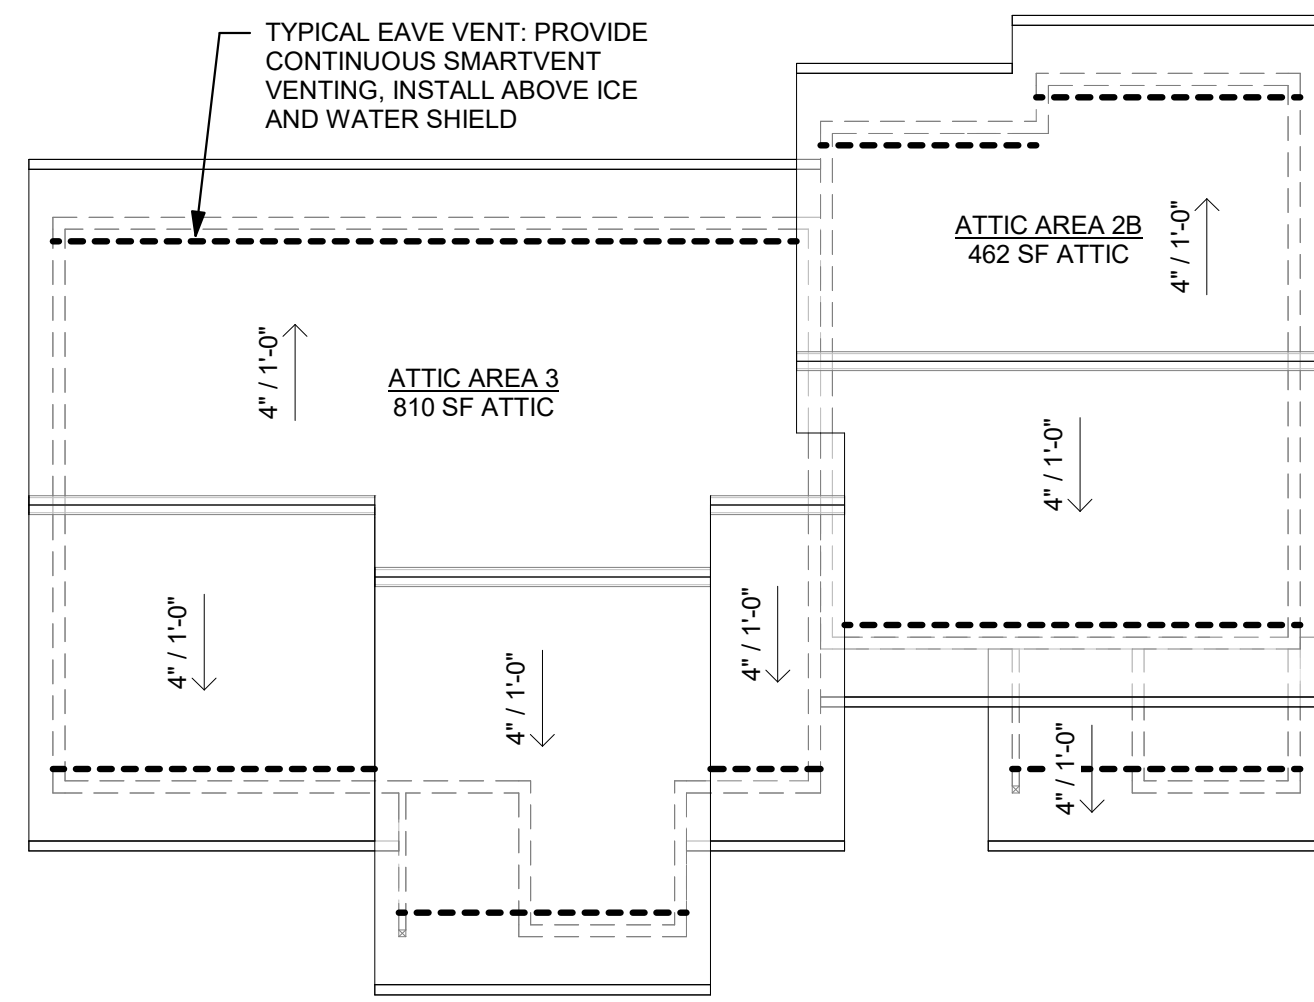 TYPICAL EAVE VENT: PROVIDE
CONTINUOUS SMARTVENT
VENTING, INSTALL ABOVE ICE
AND WATER SHIELD
ATTIC AREA 2B
462 SF ATTIC
4" / 1'-0"
4" / 1'-0"
ATTIC AREA 3
810 SF ATTIC
4" / 1'-0"
4" / 1'-0"
4" / 1'-0"
4" / 1'-0"
4" / 1'-0"